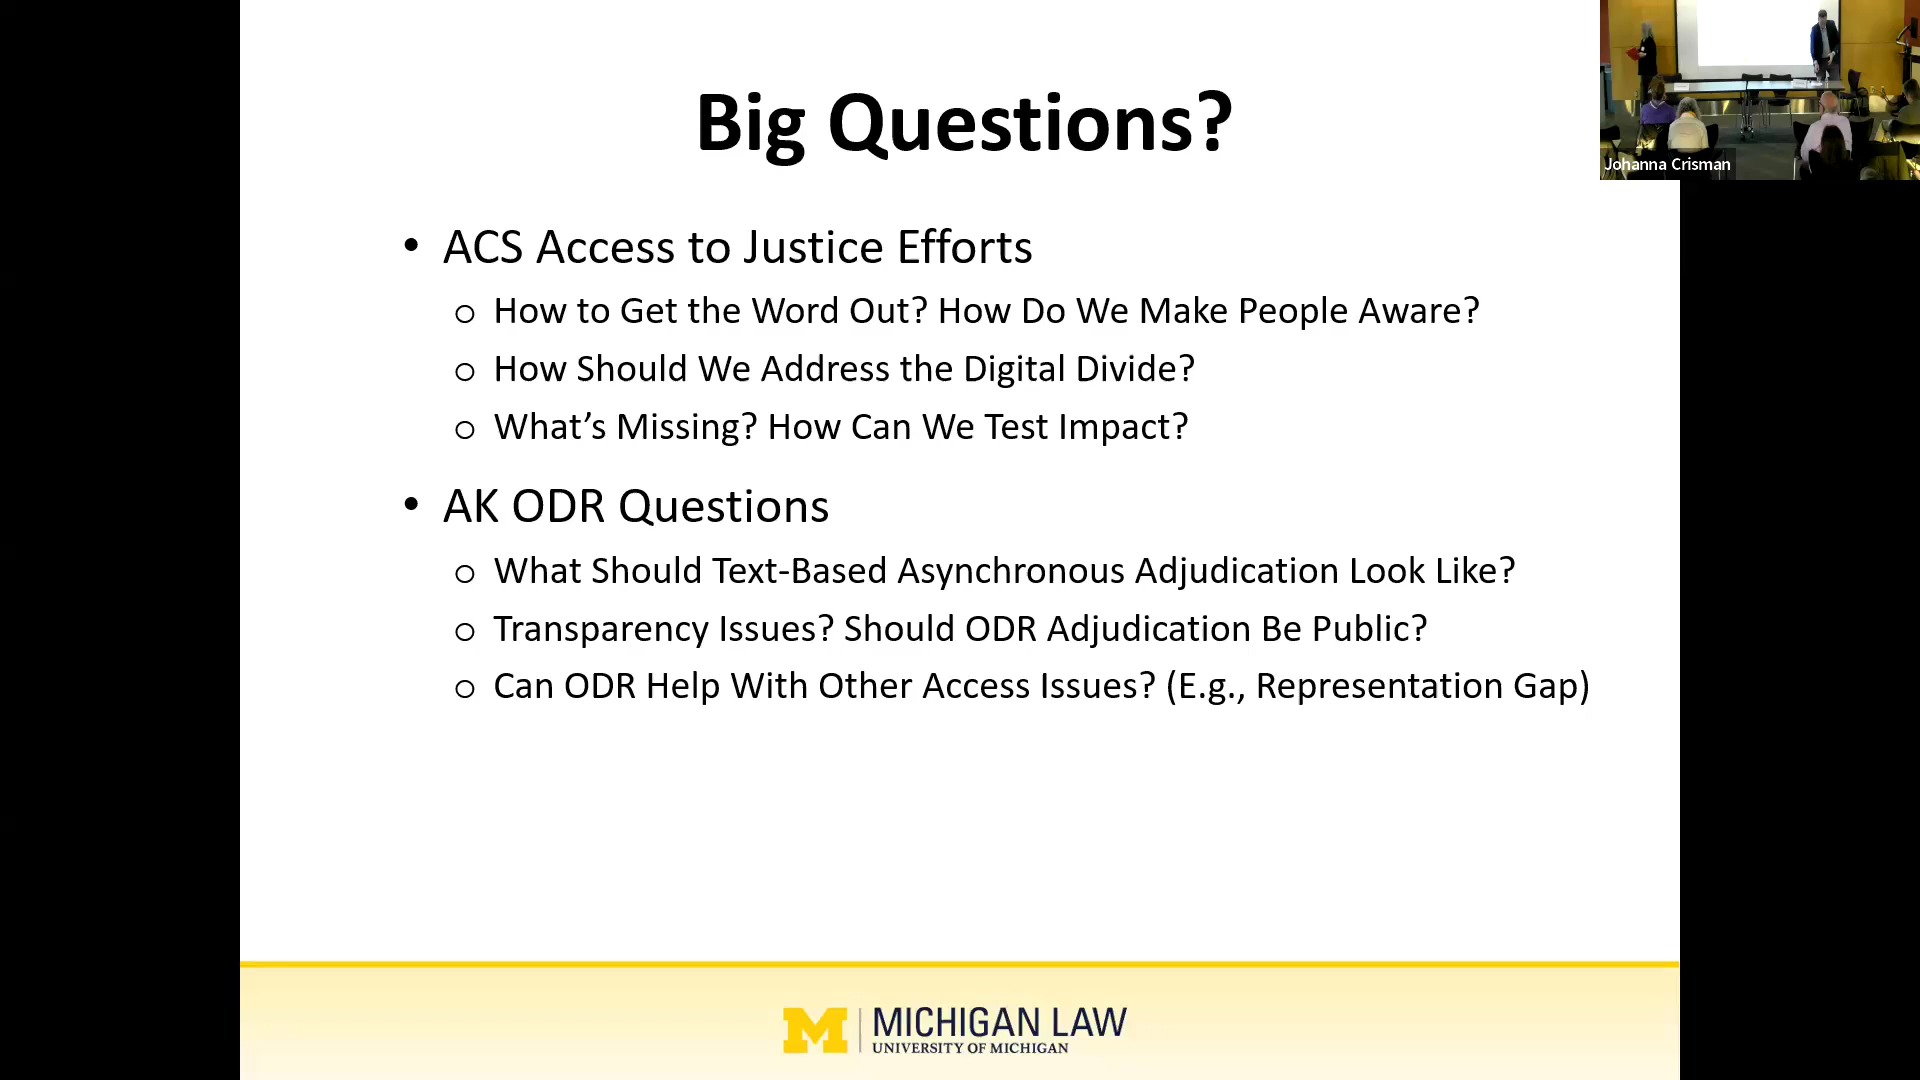 Big Questions?
Johanna Crisman
• ACS Access to Justice Efforts
o How to Get the Word Out? How Do We Make People Aware?
o How Should We Address the Digital Divide?
o What’s Missing? How Can We Test Impact?
• AK ODR Questions
o What Should Text-Based Asynchronous Adjudication Look Like?
o Transparency Issues? Should ODR Adjudication Be Public?
o Can ODR Help With Other Access Issues? (E.g., Representation Gap)
M | MICHIGAN LAW
UNIVERSITY OF MICHIGAN